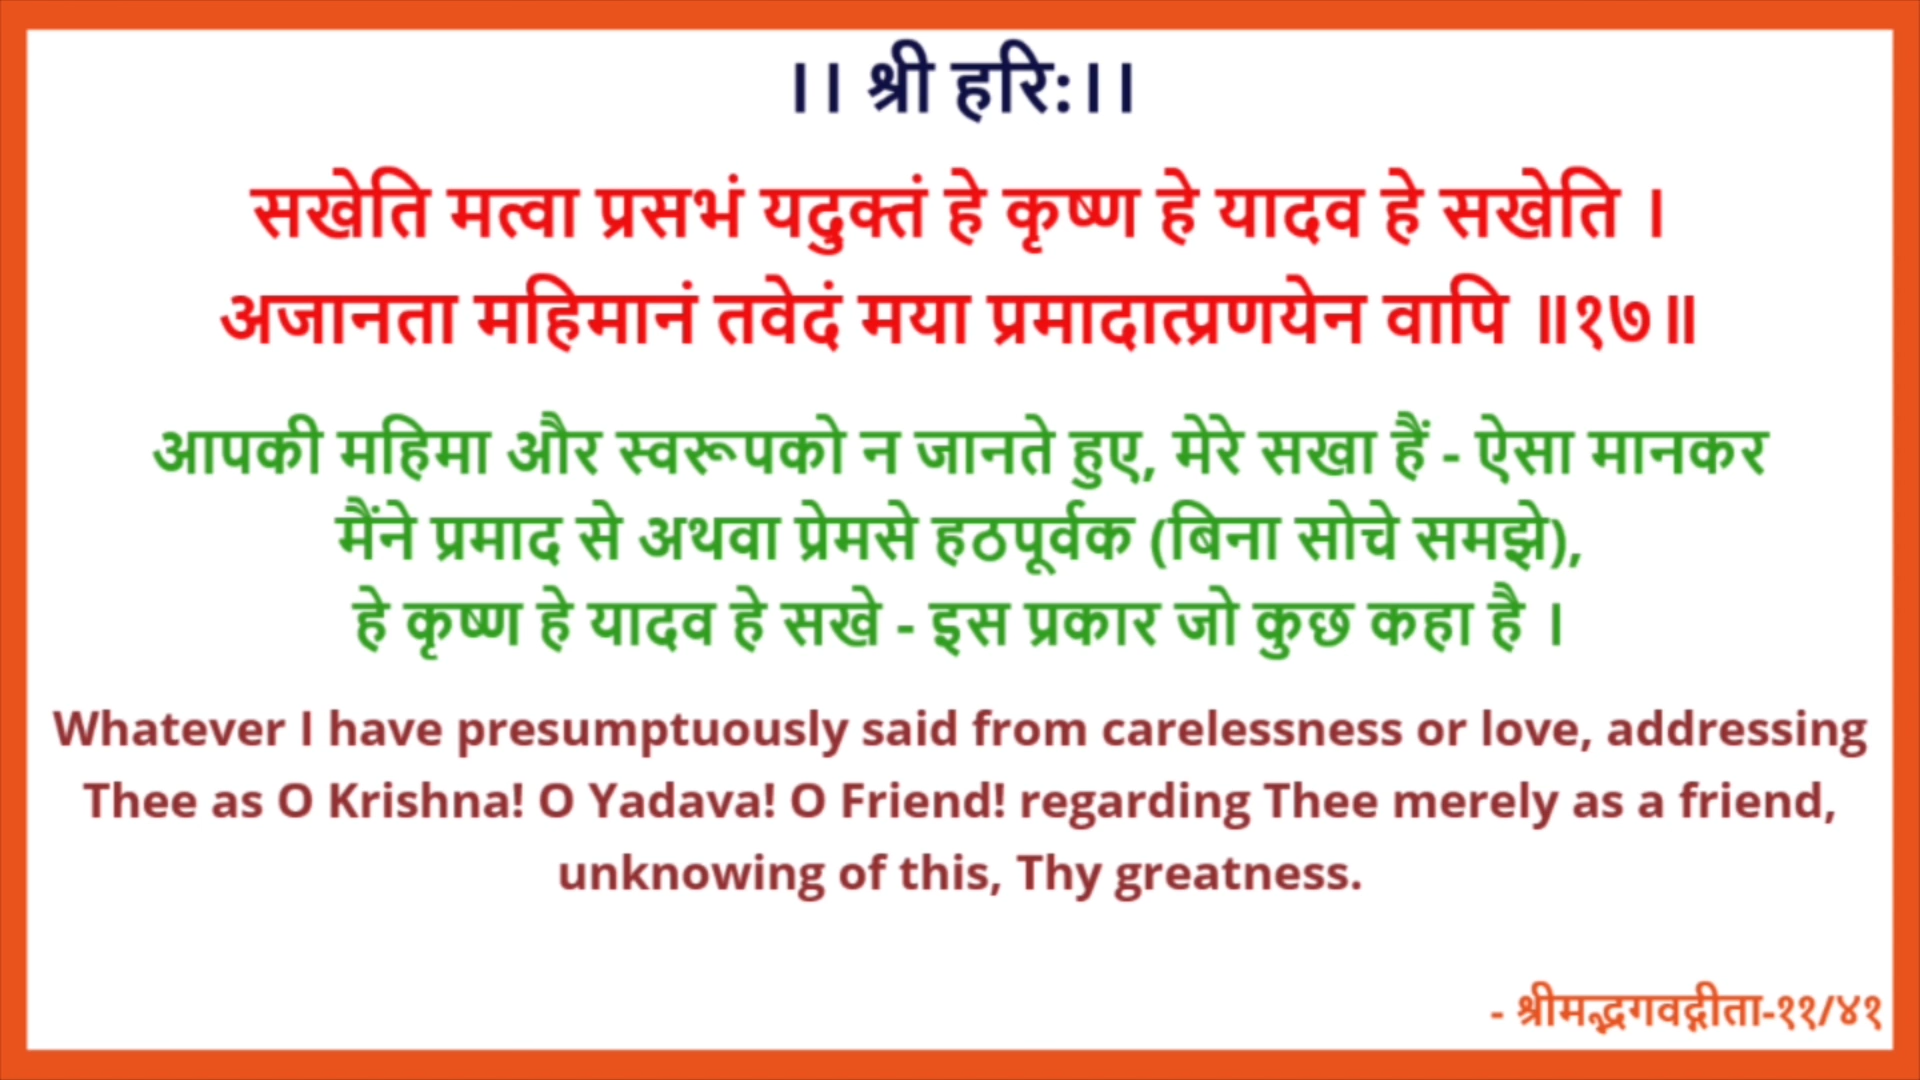 ।। श्री हरि:।।
सखेति मत्वा प्रसभं यदुक्तं हे कृष्ण हे यादव हे सखेति ।
अजानता महिमानं तवेदं मया प्रमादात्प्रणयेन वापि ॥१७॥
आपकी महिमा और स्वरूपको न जानते हुए, मेरे सखा हैं - ऐसा मानकर
मैंने प्रमाद से अथवा प्रेमसे हठपूर्वक (बिना सोचे समझे),
हे कृष्ण हे यादव हे सखे - इस प्रकार जो कुछ कहा है ।
Whatever I have presumptuously said from carelessness or love, addressing
Thee as O Krishna! O Yadava! O Friend! regarding Thee merely as a friend,
unknowing of this, Thy greatness.
- श्रीमद्भगवद्गीता-११/४१